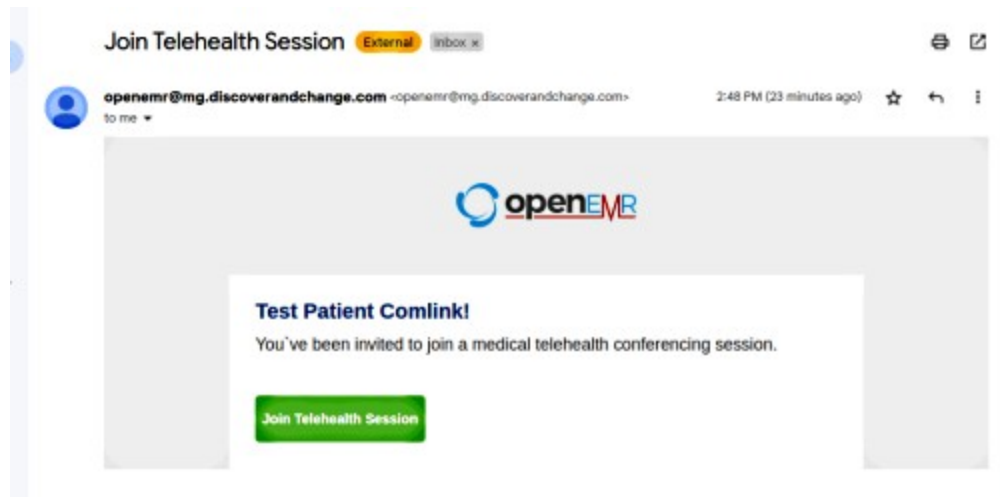 Join Telehealth Session External Inbox x
openemr@mg.discoverandchange.com <openemr@mg.discoverandchange.com> 2:48 PM (23 minutes ago)
to me
openEMR
Test Patient Comlink!
You`ve been invited to join a medical telehealth conferencing session.
Join Telehealth Session